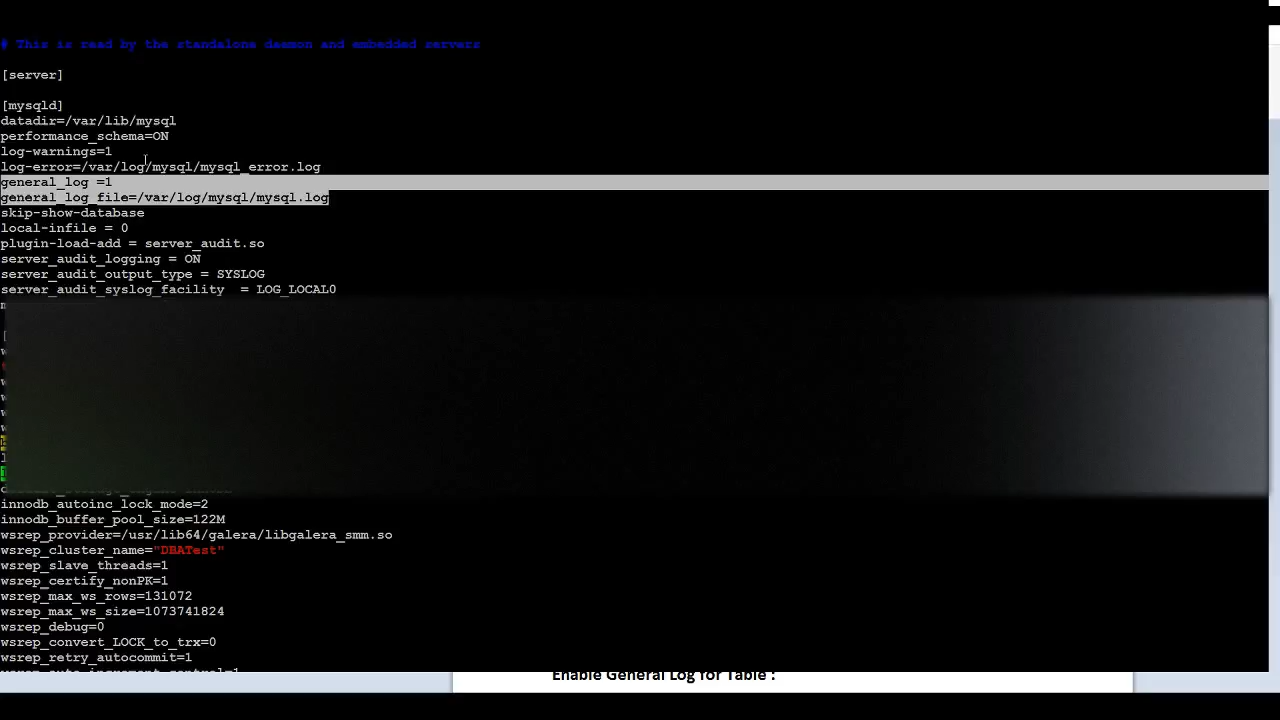 # This is read by the standalone daemon and embedded servers
[server]
[mysqld]
datadir=/var/lib/mysql
performance_schema=ON
log-warnings=1
log-error=/var/log/mysql/mysql_error.log
general_log =1
general_log_file=/var/log/mysql/mysql.log
skip-show-database
local-infile = 0
plugin-load-add = server_audit.so
server_audit_logging = ON
server_audit_output_type = SYSLOG
server_audit_syslog_facility  = LOG_LOCAL0
innodb_autoinc_lock_mode=2
innodb_buffer_pool_size=122M
wsrep_provider=/usr/lib64/galera/libgalera_smm.so
wsrep_cluster_name="DBATest"
wsrep_slave_threads=1
wsrep_certify_nonPK=1
wsrep_max_ws_rows=131072
wsrep_max_ws_size=1073741824
wsrep_debug=0
wsrep_convert_LOCK_to_trx=0
wsrep_retry_autocommit=1
wsrep_auto_increment_control=1
Enable General Log for Table :